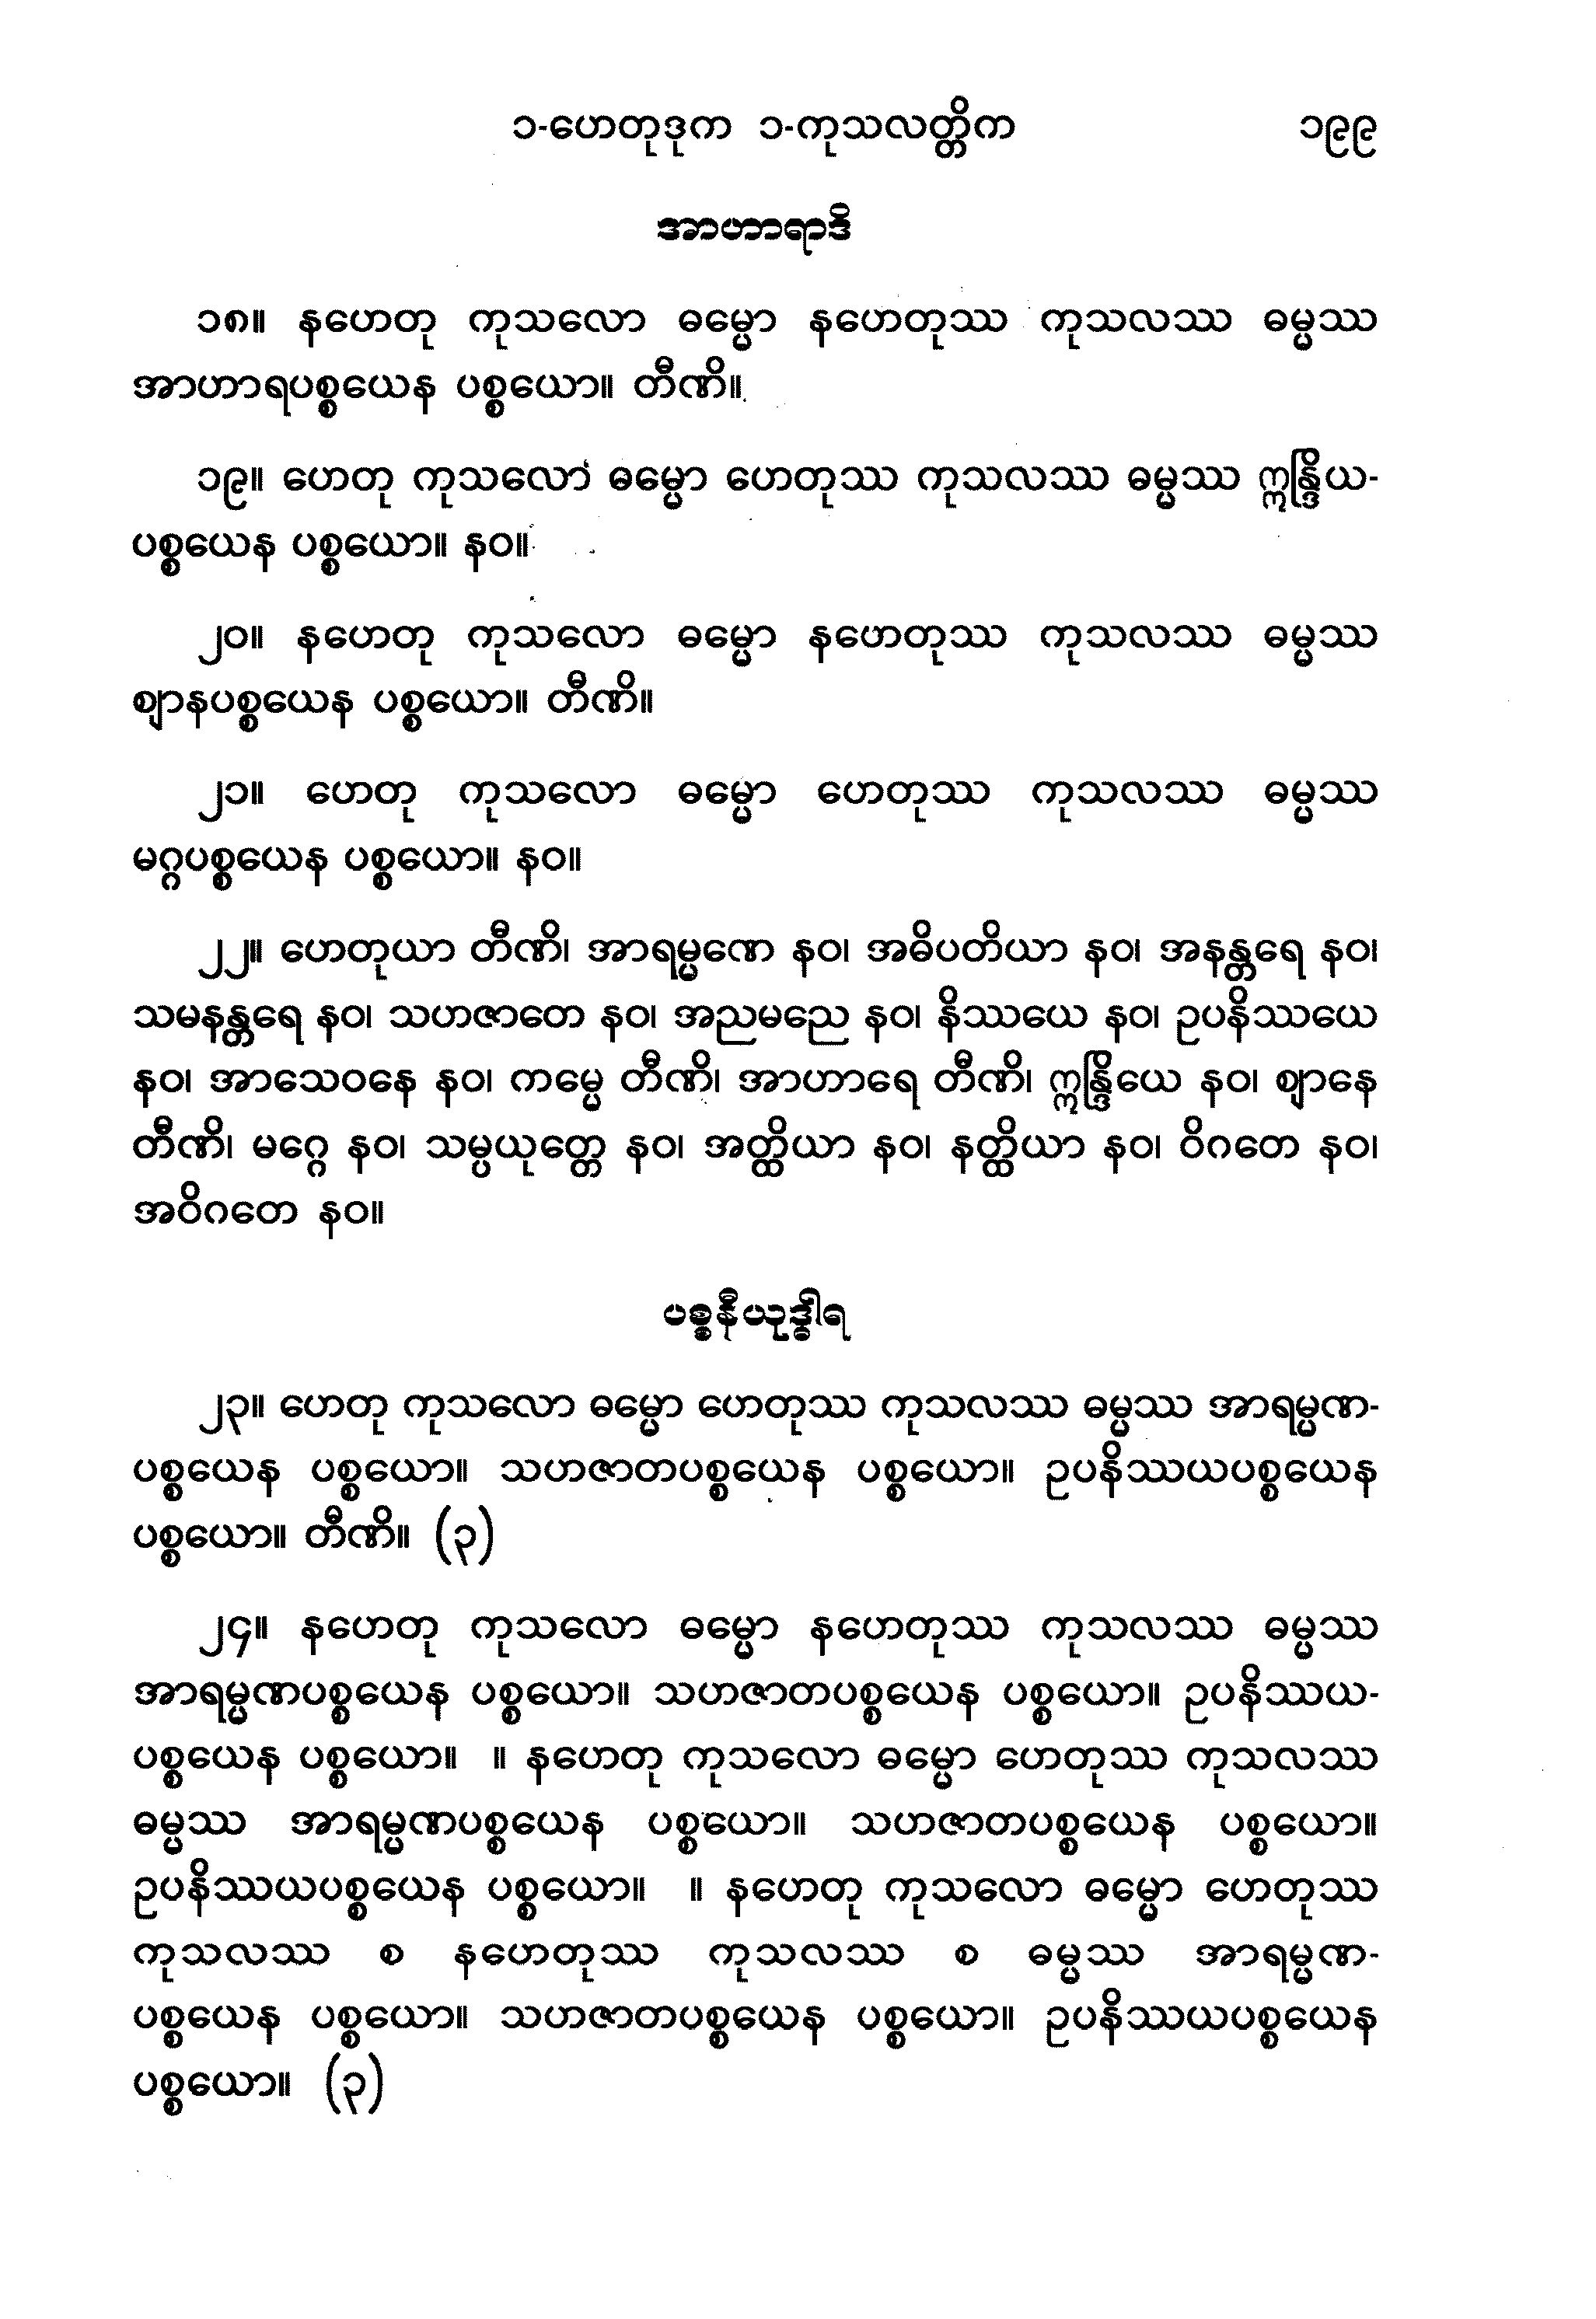 ၁-ဟေတုဒုက ၁-ကုသလတ္တိက ၁၉၉
အာဟာရာဒိ
၁၈။ နဟေတု ကုသလော ဓမ္မော နဟေတုဿ ကုသလဿ ဓမ္မဿ
အာဟာရပစ္စယေန ပစ္စယော။ တီဏိ။
၁၉။ ဟေတု ကုသလော ဓမ္မော ဟေတုဿ ကုသလဿ ဓမ္မဿ ဣန္ဒြိယ-
ပစ္စယေန ပစ္စယော။ နဝ။
၂၀။ နဟေတု ကုသလော ဓမ္မော နဟေတုဿ ကုသလဿ ဓမ္မဿ
ဈာနပစ္စယေန ပစ္စယော။ တီဏိ။
၂၁။ ဟေတု ကုသလော ဓမ္မော ဟေတုဿ ကုသလဿ ဓမ္မဿ
မဂ္ဂပစ္စယေန ပစ္စယော။ နဝ။
၂၂။ ဟေတုယာ တီဏိ၊ အာရမ္မဏေ နဝ၊ အဓိပတိယာ နဝ၊ အနန္တရေ နဝ၊
သမနန္တရေ နဝ၊ သဟဇာတေ နဝ၊ အညမညေ နဝ၊ နိဿယေ နဝ၊ ဥပနိဿယေ
နဝ၊ အာသေဝနေ နဝ၊ ကမ္မေ တီဏိ၊ အာဟာရေ တီဏိ၊ ဣန္ဒြိယေ နဝ၊ ဈာနေ
တီဏိ၊ မဂ္ဂေ နဝ၊ သမ္ပယုတ္တေ နဝ၊ အတ္ထိယာ နဝ၊ နတ္ထိယာ နဝ၊ ဝိဂတေ နဝ၊
အဝိဂတေ နဝ။
ပစ္စနီယုဒ္ဓါရ
၂၃။ ဟေတု ကုသလော ဓမ္မော ဟေတုဿ ကုသလဿ ဓမ္မဿ အာရမ္မဏ-
ပစ္စယေန ပစ္စယော။ သဟဇာတပစ္စယေန ပစ္စယော။ ဥပနိဿယပစ္စယေန
ပစ္စယော။ တီဏိ။ (၃)
၂၄။ နဟေတု ကုသလော ဓမ္မော နဟေတုဿ ကုသလဿ ဓမ္မဿ
အာရမ္မဏပစ္စယေန ပစ္စယော။ သဟဇာတပစ္စယေန ပစ္စယော။ ဥပနိဿယ-
ပစ္စယေန ပစ္စယော။ ။ နဟေတု ကုသလော ဓမ္မော ဟေတုဿ ကုသလဿ
ဓမ္မဿ အာရမ္မဏပစ္စယေန ပစ္စယော။ သဟဇာတပစ္စယေန ပစ္စယော။
ဥပနိဿယပစ္စယေန ပစ္စယော။ ။ နဟေတု ကုသလော ဓမ္မော ဟေတုဿ
ကုသလဿ စ နဟေတုဿ ကုသလဿ စ ဓမ္မဿ အာရမ္မဏ-
ပစ္စယေန ပစ္စယော။ သဟဇာတပစ္စယေန ပစ္စယော။ ဥပနိဿယပစ္စယေန
ပစ္စယော။ (၃)